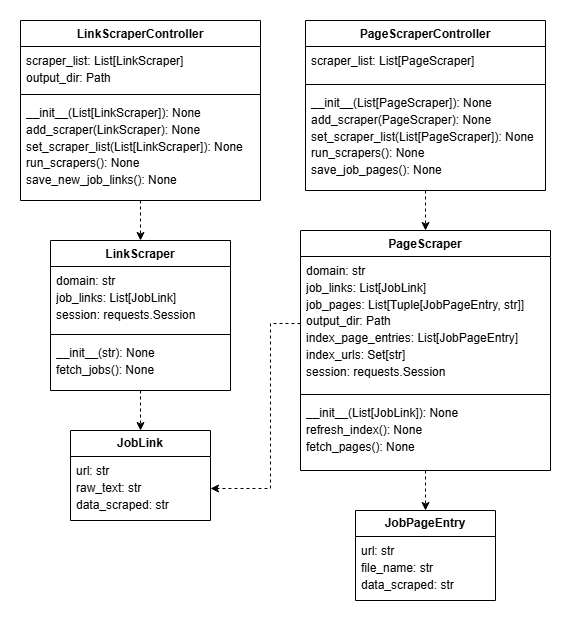 LinkScraperController
scraper_list: List[LinkScraper]
output_dir: Path
__init__(List[LinkScraper]): None
add_scraper(LinkScraper): None
set_scraper_list(List[LinkScraper]): None
run_scrapers(): None
save_new_job_links(): None
PageScraperController
scraper_list: List[PageScraper]
__init__(List[PageScraper]): None
add_scraper(PageScraper): None
set_scraper_list(List[PageScraper]): None
run_scrapers(): None
save_job_pages(): None
LinkScraper
domain: str
job_links: List[JobLink]
session: requests.Session
__init__(str): None
fetch_jobs(): None
PageScraper
domain: str
job_links: List[JobLink]
job_pages: List[Tuple[JobPageEntry, str]]
output_dir: Path
index_page_entries: List[JobPageEntry]
index_urls: Set[str]
session: requests.Session
__init__(List[JobLink]): None
refresh_index(): None
fetch_pages(): None
JobLink
url: str
raw_text: str
data_scraped: str
JobPageEntry
url: str
file_name: str
data_scraped: str